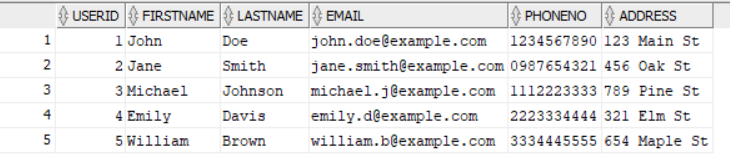 USERID FIRSTNAME LASTNAME EMAIL PHONENO ADDRESS
1 1 John Doe john.doe@example.com 1234567890 123 Main St
2 2 Jane Smith jane.smith@example.com 0987654321 456 Oak St
3 3 Michael Johnson michael.j@example.com 1112223333 789 Pine St
4 4 Emily Davis emily.d@example.com 2223334444 321 Elm St
5 5 William Brown william.b@example.com 3334445555 654 Maple St